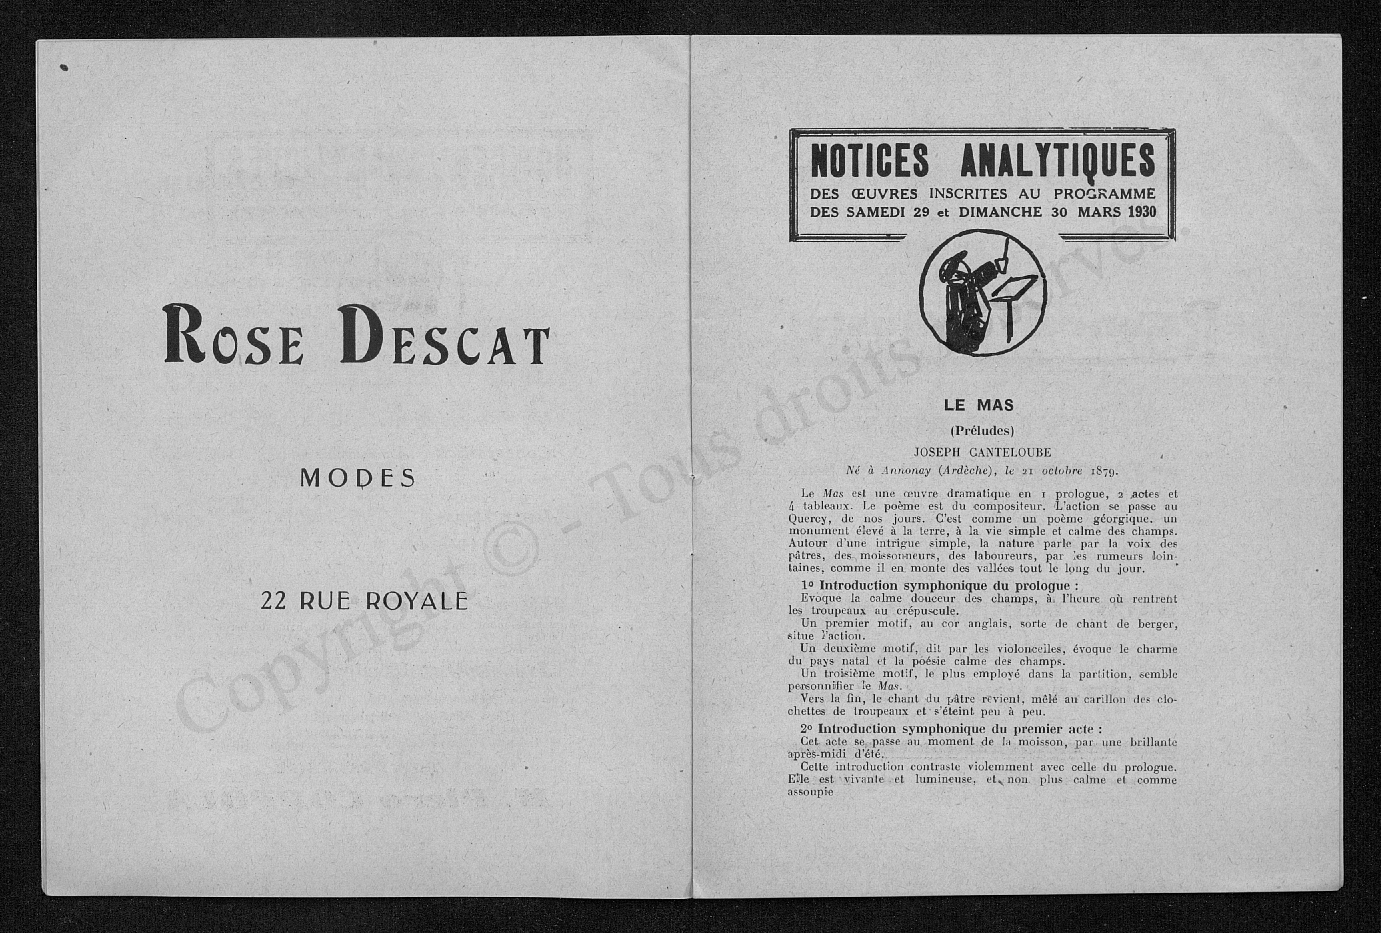 ROSE DESCAT
MODES
22 RUE ROYALE
NOTICES ANALYTIQUES
DES ŒUVRES INSCRITES AU PROGRAMME
DES SAMEDI 29 et DIMANCHE 30 MARS 1930
LE MAS
(Préludes)
JOSEPH CANTELOUBE
Né à Annonay (Ardèche), le 21 octobre 1879.
Le Mas est une œuvre dramatique en 1 prologue, 2 actes et
4 tableaux. Le poème est du compositeur. L'action se passe au
Quercy, de nos jours. C'est comme un poème géorgique, un
monument élevé à la terre, à la vie simple et calme des champs.
Autour d'une intrigue simple, la nature parle par la voix des
pâtres, des moissonneurs, des laboureurs, par les rumeurs loin-
taines, comme il en monte des vallées tout le long du jour.
1º Introduction symphonique du prologue :
Evoque la calme douceur des champs, à l'heure où rentrent
les troupeaux au crépuscule.
Un premier motif, au cor anglais, sorte de chant de berger,
situe l'action.
Un deuxième motif, dit par les violoncelles, évoque le charme
du pays natal et la poésie calme des champs.
Un troisième motif, le plus employé dans la partition, semble
personnifier le Mas.
Vers la fin, le chant du pâtre revient, mêlé au carillon des clo-
chettes de troupeaux et s'éteint peu à peu.
2º Introduction symphonique du premier acte :
Cet acte se passe au moment de la moisson, par une brillante
après-midi d'été.
Cette introduction contraste violemment avec celle du prologue.
Elle est vivante et lumineuse, et non plus calme et comme
assoupie
Copyright © - Tous droits réservés.